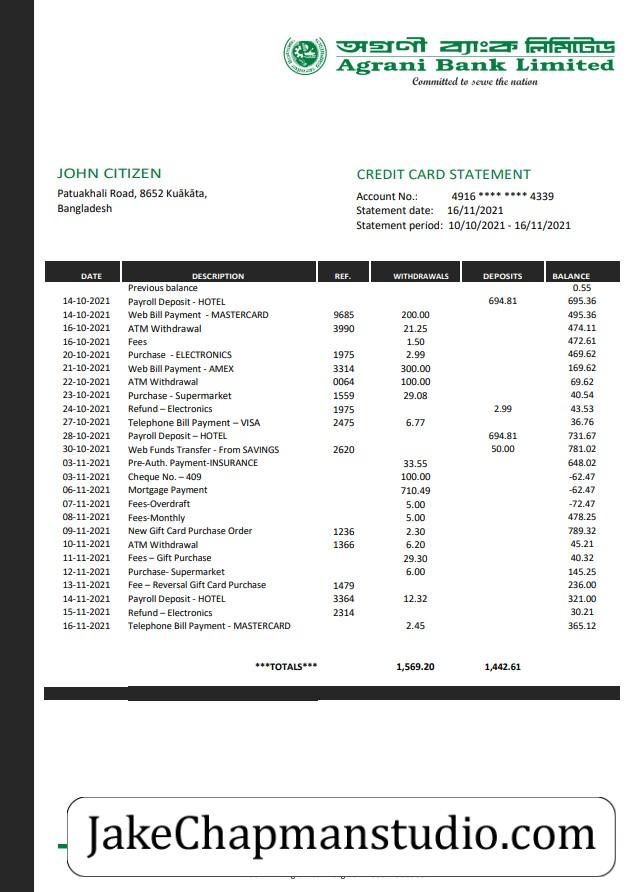 অগ্রণী ব্যাংক লিমিটেড
Agrani Bank Limited
Committed to serve the nation
JOHN CITIZEN
Patuakhali Road, 8652 Kuākāta,
Bangladesh
CREDIT CARD STATEMENT
Account No.: 4916 **** **** 4339
Statement date: 16/11/2021
Statement period: 10/10/2021 - 16/11/2021
DATE DESCRIPTION REF. WITHDRAWALS DEPOSITS BALANCE
Previous balance 0.55
14-10-2021 Payroll Deposit - HOTEL 694.81 695.36
14-10-2021 Web Bill Payment - MASTERCARD 9685 200.00 495.36
16-10-2021 ATM Withdrawal 3990 21.25 474.11
16-10-2021 Fees 1.50 472.61
20-10-2021 Purchase - ELECTRONICS 1975 2.99 469.62
21-10-2021 Web Bill Payment - AMEX 3314 300.00 169.62
22-10-2021 ATM Withdrawal 0064 100.00 69.62
23-10-2021 Purchase - Supermarket 1559 29.08 40.54
24-10-2021 Refund – Electronics 1975 2.99 43.53
27-10-2021 Telephone Bill Payment – VISA 2475 6.77 36.76
28-10-2021 Payroll Deposit – HOTEL 694.81 731.67
30-10-2021 Web Funds Transfer - From SAVINGS 2620 50.00 781.02
03-11-2021 Pre-Auth. Payment-INSURANCE 33.55 648.02
03-11-2021 Cheque No. – 409 100.00 -62.47
06-11-2021 Mortgage Payment 710.49 -62.47
07-11-2021 Fees-Overdraft 5.00 -72.47
08-11-2021 Fees-Monthly 5.00 478.25
09-11-2021 New Gift Card Purchase Order 1236 2.30 789.32
10-11-2021 ATM Withdrawal 1366 6.20 45.21
11-11-2021 Fees – Gift Purchase 29.30 40.32
12-11-2021 Purchase- Supermarket 6.00 145.25
13-11-2021 Fee – Reversal Gift Card Purchase 1479 236.00
14-11-2021 Payroll Deposit - HOTEL 3364 12.32 321.00
15-11-2021 Refund – Electronics 2314 30.21
16-11-2021 Telephone Bill Payment - MASTERCARD 2.45 365.12
***TOTALS*** 1,569.20 1,442.61
JakeChapmanstudio.com